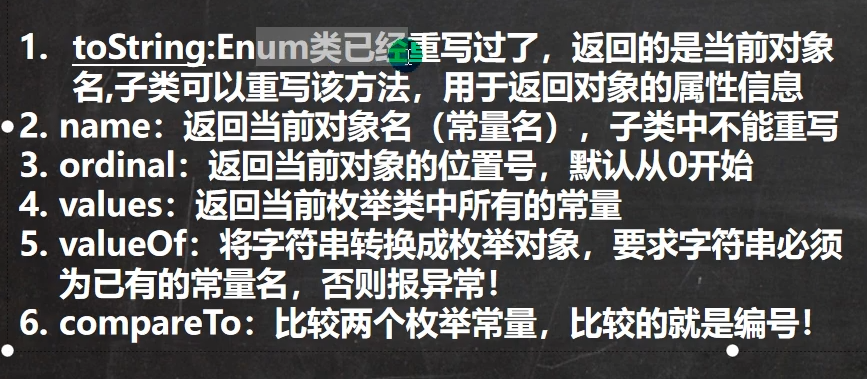 1. toString:Enum类已经重写过了，返回的是当前对象
名,子类可以重写该方法，用于返回对象的属性信息
2. name：返回当前对象名（常量名），子类中不能重写
3. ordinal：返回当前对象的位置号，默认从0开始
4. values：返回当前枚举类中所有的常量
5. valueOf：将字符串转换成枚举对象，要求字符串必须
为已有的常量名，否则报异常！
6. compareTo：比较两个枚举常量，比较的就是编号！